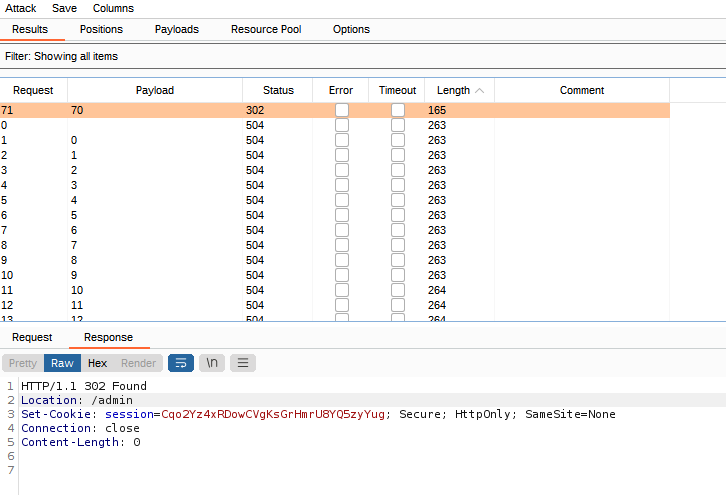 Attack Save Columns
Results Positions Payloads Resource Pool Options
Filter: Showing all items
Request Payload Status Error Timeout Length Comment
71 70 302 165
0 504 263
1 0 504 263
2 1 504 263
3 2 504 263
4 3 504 263
5 4 504 263
6 5 504 263
7 6 504 263
8 7 504 263
9 8 504 263
10 9 504 263
11 10 504 264
12 11 504 264
13 12 504 264
Request Response
Pretty Raw Hex Render \n
1 HTTP/1.1 302 Found
2 Location: /admin
3 Set-Cookie: session=Cqo2Yz4xRDowCVgKsGrHmrU8YQ5zyYug; Secure; HttpOnly; SameSite=None
4 Connection: close
5 Content-Length: 0
6
7